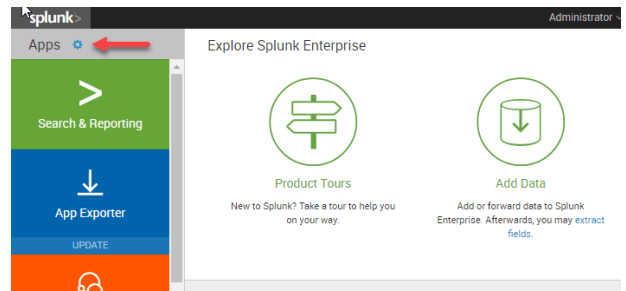 splunk>
Administrator
Apps
Explore Splunk Enterprise
Search & Reporting
App Exporter
UPDATE
Product Tours
New to Splunk? Take a tour to help you
on your way.
Add Data
Add or forward data to Splunk
Enterprise. Afterwards, you may extract
fields.